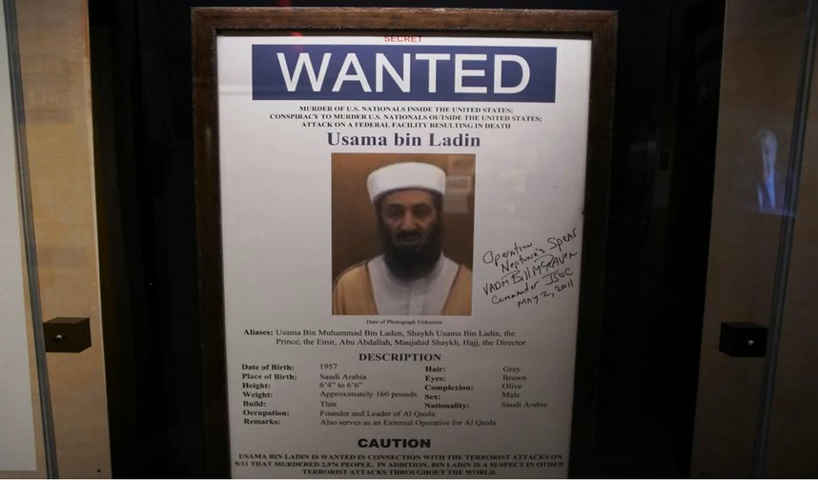 SECRET
WANTED
MURDER OF U.S. NATIONALS INSIDE THE UNITED STATES;
CONSPIRACY TO MURDER U.S. NATIONALS OUTSIDE THE UNITED STATES;
ATTACK ON A FEDERAL FACILITY RESULTING IN DEATH
Usama bin Ladin
Operation
Neptune's Spear
VADM Bill McRaven
Commander JSOC
MAY 2, 2011
Date of Photograph Unknown
Aliases: Usama Bin Muhammad Bin Laden, Shaykh Usama Bin Ladin, the
Prince, the Emir, Abu Abdallah, Maujahid Shaykh, Hajj, the Director
DESCRIPTION
Date of Birth: 1957 Hair: Gray
Place of Birth: Saudi Arabia Eyes: Brown
Height: 6'4" to 6'6" Complexion: Olive
Weight: Approximately 160 pounds Sex: Male
Build: Thin Nationality: Saudi Arabia
Occupation: Founder and Leader of Al Qaida
Remarks: Also serves as an External Operative for Al Qaida
CAUTION
USAMA BIN LADIN IS WANTED IN CONNECTION WITH THE TERRORIST ATTACKS ON
9/11 THAT MURDERED 2,976 PEOPLE. IN ADDITION, BIN LADIN IS A SUSPECT IN OTHER
TERRORIST ATTACKS THROUGHOUT THE WORLD.